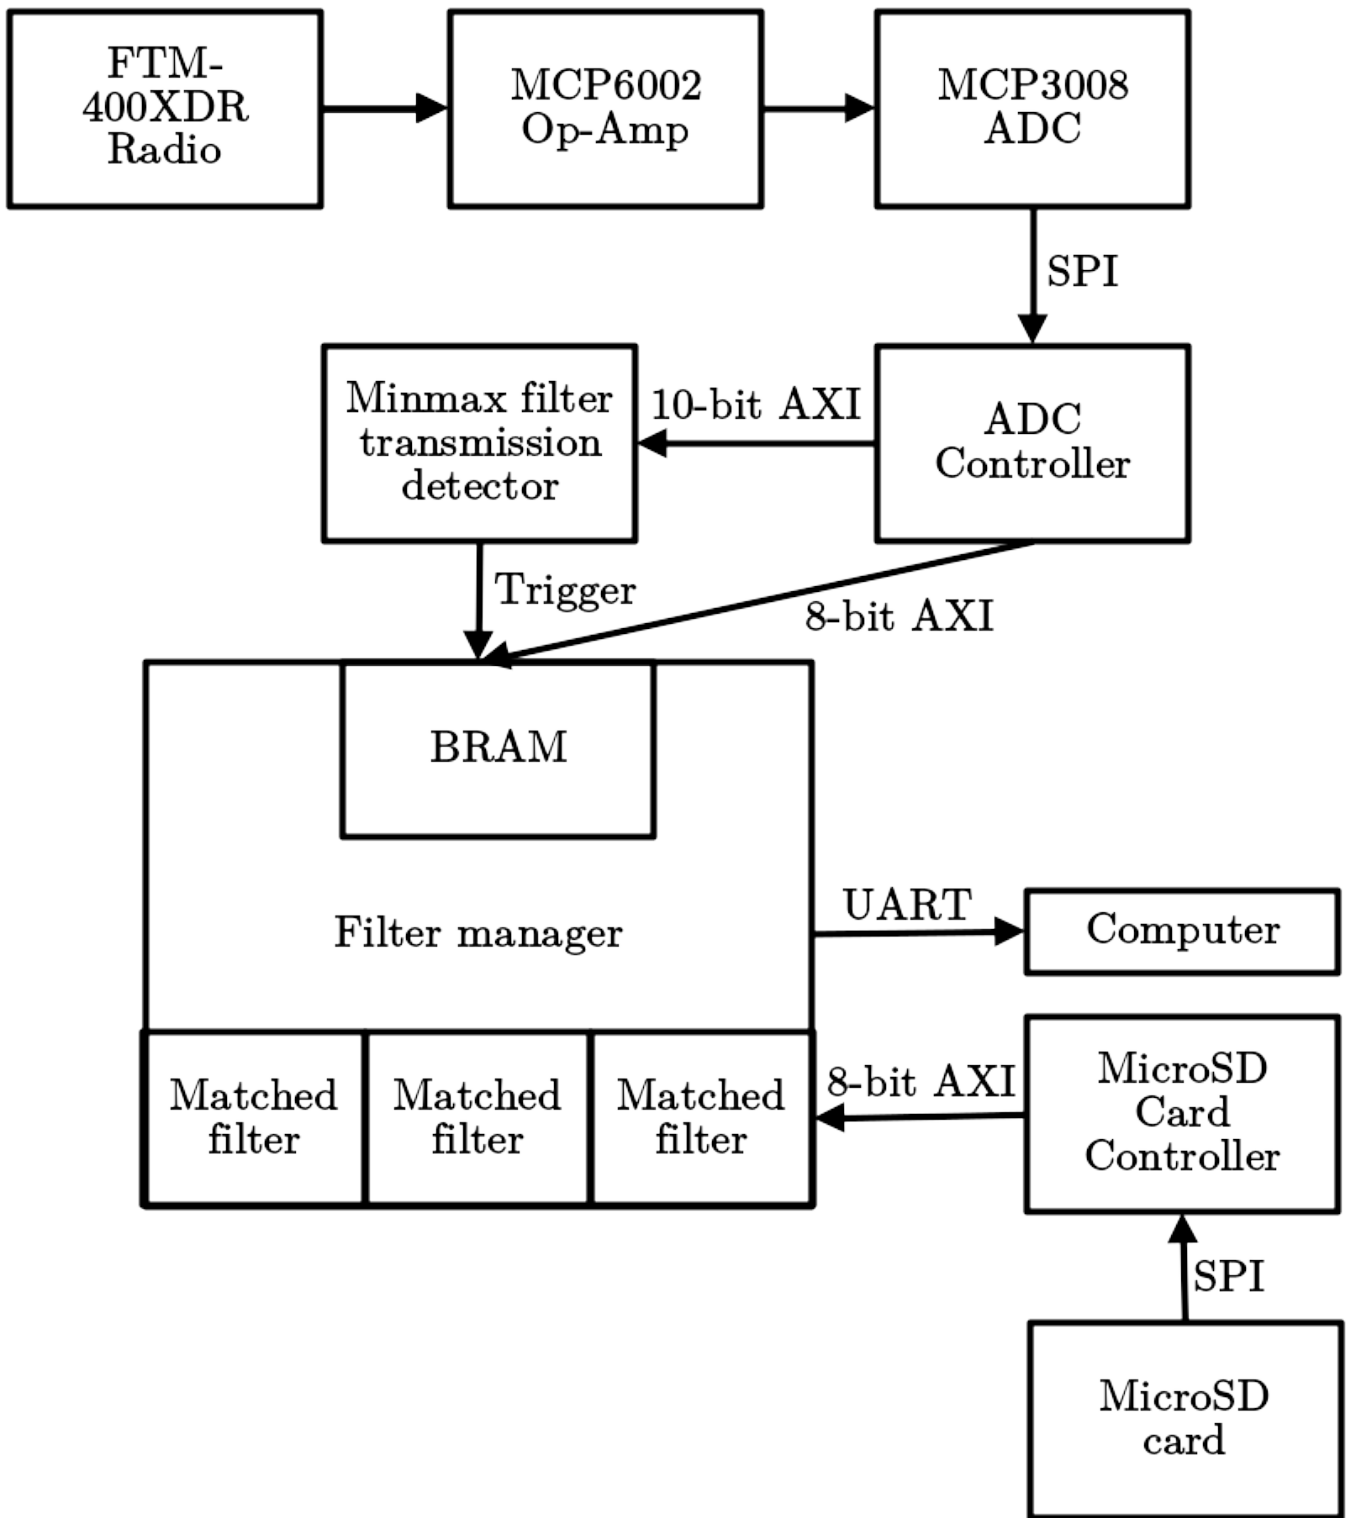 FTM-
400XDR
Radio
MCP6002
Op-Amp
MCP3008
ADC
SPI
Minmax filter
transmission
detector
10-bit AXI
ADC
Controller
Trigger
8-bit AXI
BRAM
Filter manager
UART
Computer
Matched
filter
Matched
filter
Matched
filter
8-bit AXI
MicroSD
Card
Controller
SPI
MicroSD
card